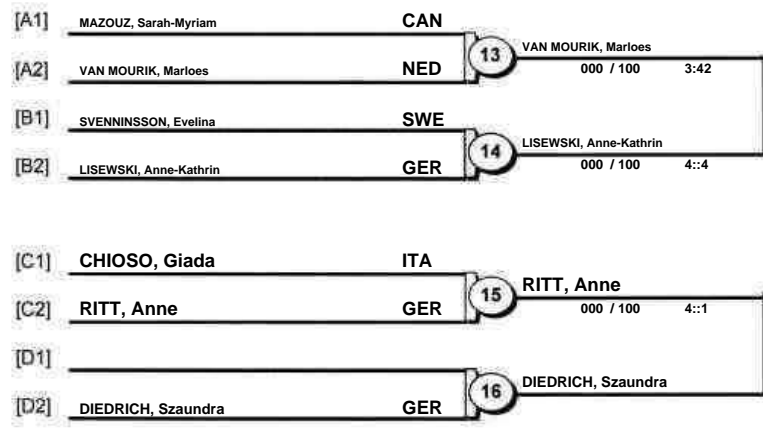 [A1] MAZOUZ, Sarah-Myriam CAN
13 VAN MOURIK, Marloes
[A2] VAN MOURIK, Marloes NED
000 / 100 3:42
[B1] SVENNINSSON, Evelina SWE
14 LISEWSKI, Anne-Kathrin
[B2] LISEWSKI, Anne-Kathrin GER
000 / 100 4::4
[C1] CHIOSO, Giada ITA
15 RITT, Anne
[C2] RITT, Anne GER
000 / 100 4::1
[D1]
16 DIEDRICH, Szaundra
[D2] DIEDRICH, Szaundra GER